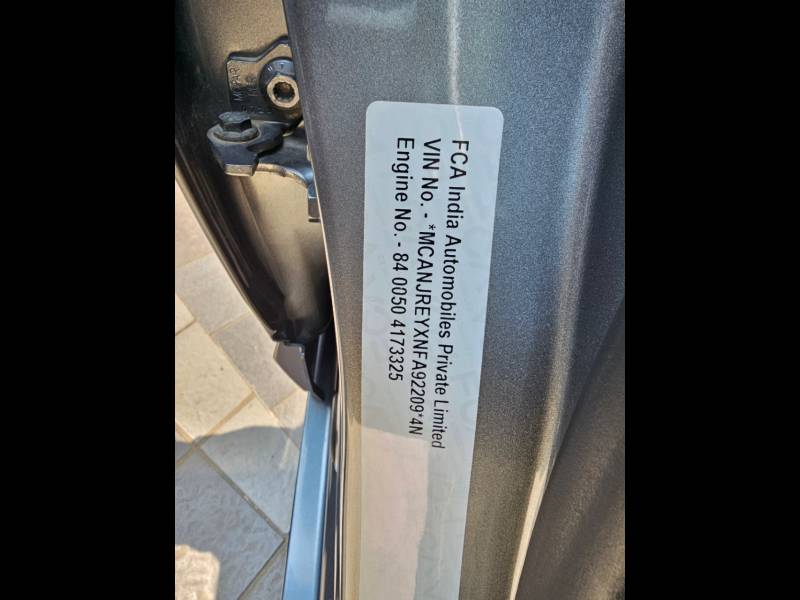 FCA India Automobiles Private Limited
VIN No. - *MCANJREYXNFA92209*4N
Engine No. - 84 0050 4173325